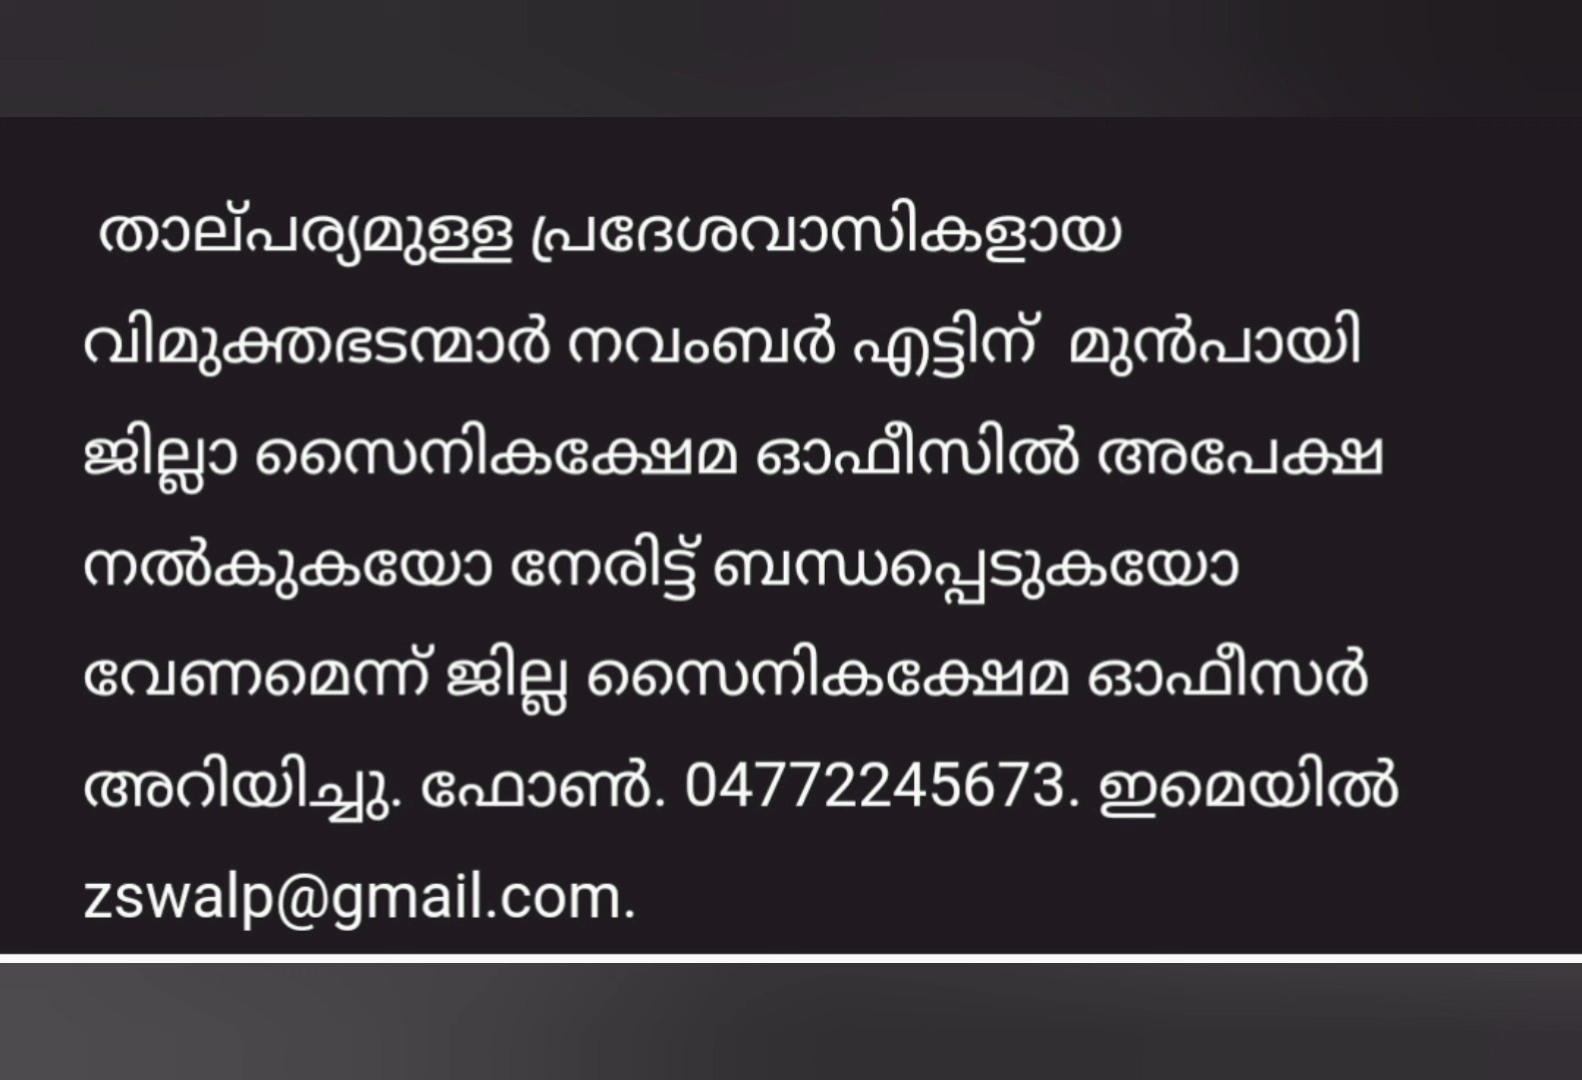 താല്പര്യമുള്ള പ്രദേശവാസികളായ
വിമുക്തഭടന്മാർ നവംബർ എട്ടിന് മുൻപായി
ജില്ലാ സൈനികക്ഷേമ ഓഫീസിൽ അപേക്ഷ
നൽകുകയോ നേരിട്ട് ബന്ധപ്പെടുകയോ
വേണമെന്ന് ജില്ല സൈനികക്ഷേമ ഓഫീസർ
അറിയിച്ചു. ഫോൺ. 04772245673. ഇമെയിൽ
zswalp@gmail.com.